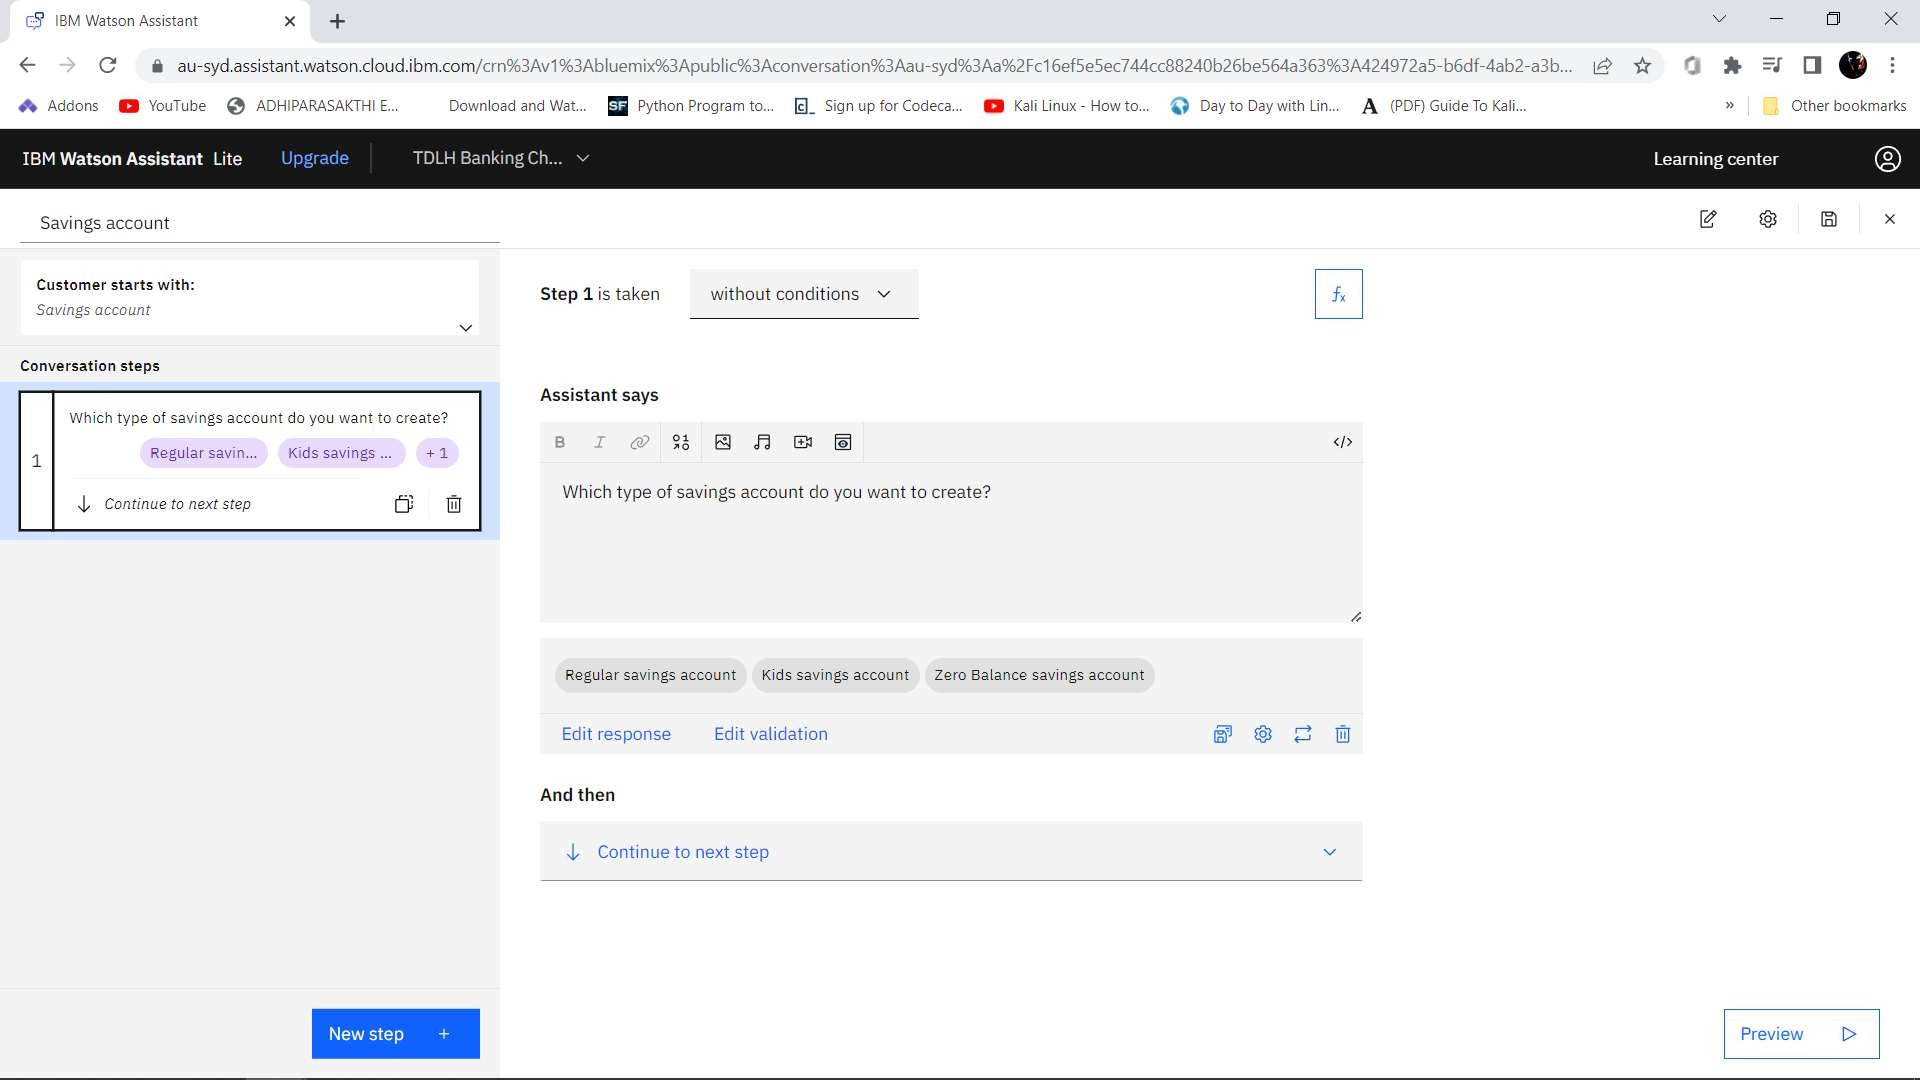 IBM Watson Assistant
au-syd.assistant.watson.cloud.ibm.com/crn%3Av1%3Abluemix%3Apublic%3Aconversation%3Aau-syd%3Aa%2Fc16ef5e5ec744cc88240b26be564a363%3A424972a5-b6df-4ab2-a3b...
Addons YouTube ADHIPARASAKTHI E... Download and Wat... SF Python Program to... Sign up for Codeca... Kali Linux - How to... Day to Day with Lin... A (PDF) Guide To Kali... » Other bookmarks
IBM Watson Assistant Lite Upgrade TDLH Banking Ch... Learning center
Savings account
Customer starts with:
Savings account
Step 1 is taken without conditions fx
Conversation steps
1
Which type of savings account do you want to create?
Regular savin... Kids savings ... + 1
Continue to next step
Assistant says
B I </>
Which type of savings account do you want to create?
Regular savings account Kids savings account Zero Balance savings account
Edit response Edit validation
And then
Continue to next step
New step +
Preview